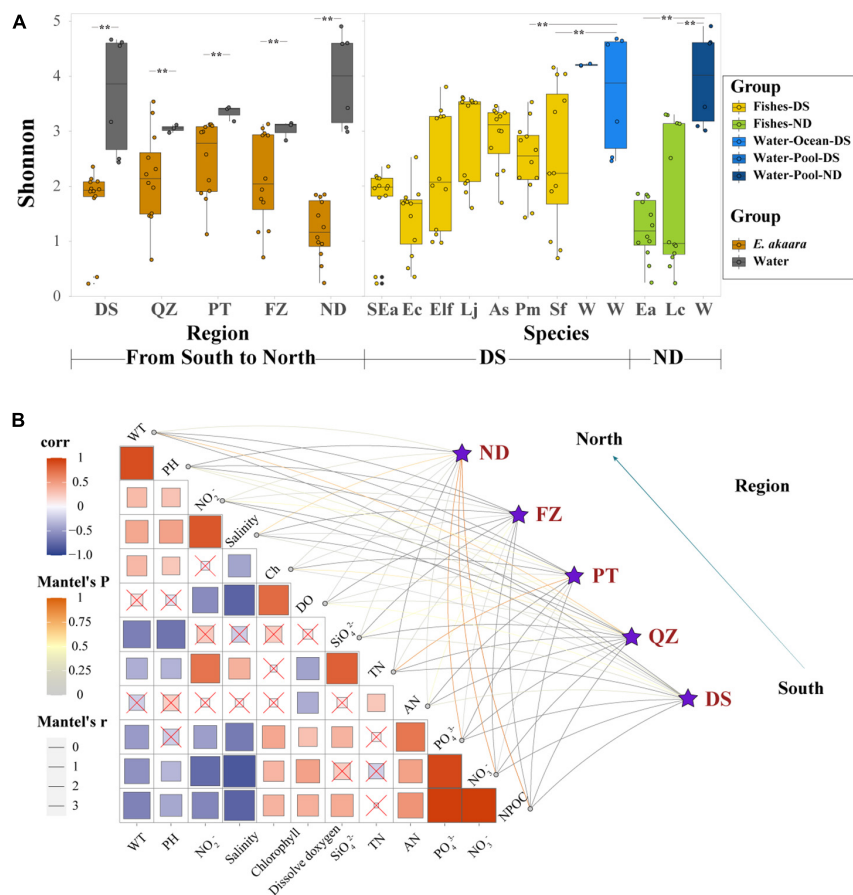 A
Shonnon
5
4
3
2
1
0
** ** ** ** ** ** ** ** **
DS QZ PT FZ ND
Region
From South to North
SEa Ec Elf Lj As Pm Sf W W Ea Lc W
Species
DS ND
Group
Fishes-DS
Fishes-ND
Water-Ocean-DS
Water-Pool-DS
Water-Pool-ND
Group
E. akaara
Water
B
corr
1
0.5
0
−0.5
−1.0
Mantel's P
1
0.75
0.5
0.25
0
Mantel's r
0
1
2
3
WT
PH
NO₂⁻
Salinity
Ch
DO
SiO₄²⁻
TN
AN
PO₄³⁻
NO₃⁻
NPOC
WT PH NO₂⁻ Salinity Chlorophyll Dissolve doxygen SiO₄²⁻ TN AN PO₄³⁻ NO₃⁻
ND
FZ
PT
QZ
DS
North
Region
South